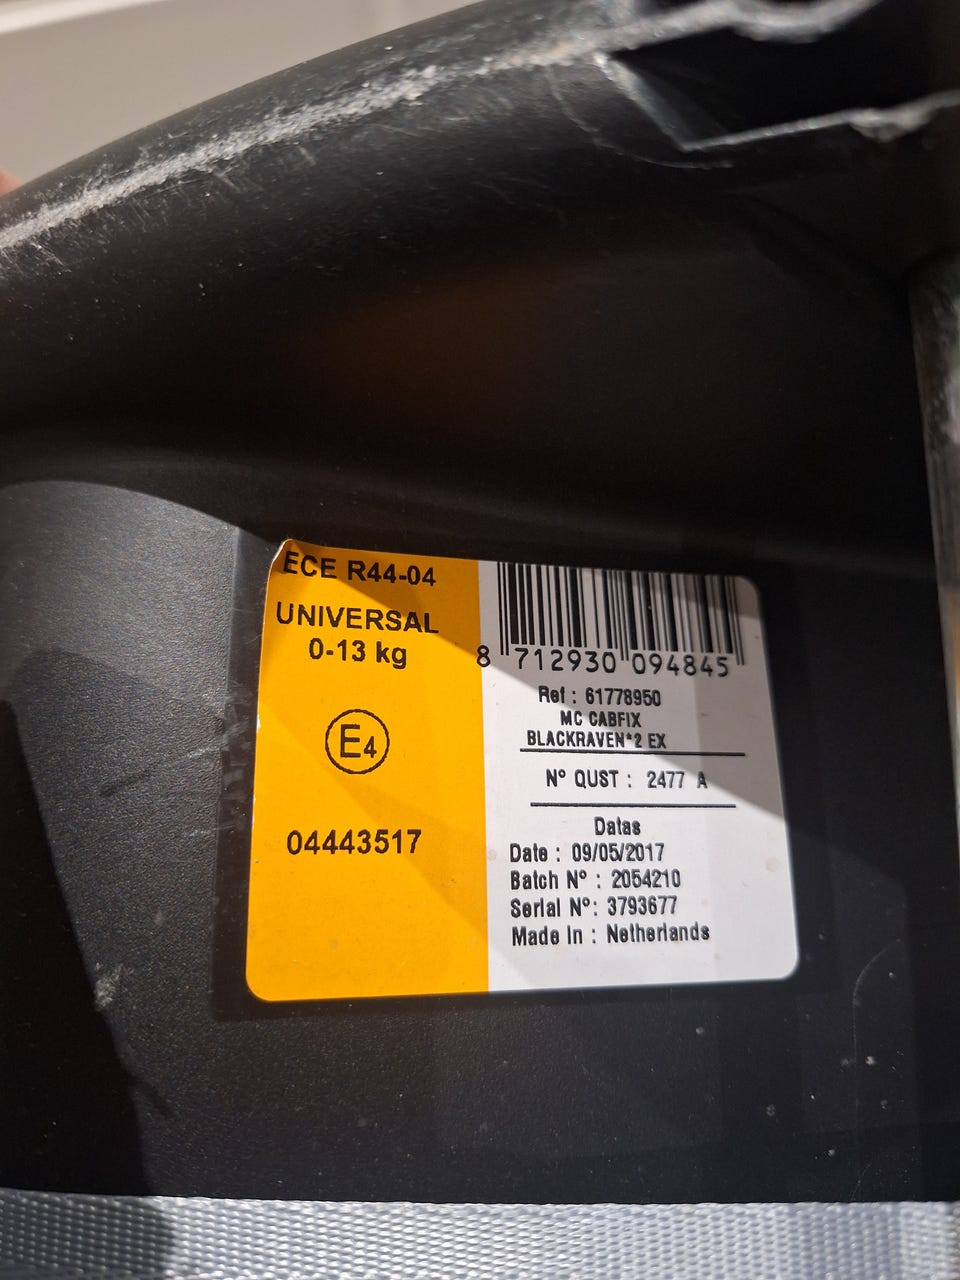 ECE R44-04
UNIVERSAL
0-13 kg
E4
04443517
8 712930 094845
Ref : 61778950
MC CABFIX
BLACKRAVEN*2 EX
N° QUST : 2477 A
Datas
Date : 09/05/2017
Batch N° : 2054210
Serial N°: 3793677
Made In : Netherlands